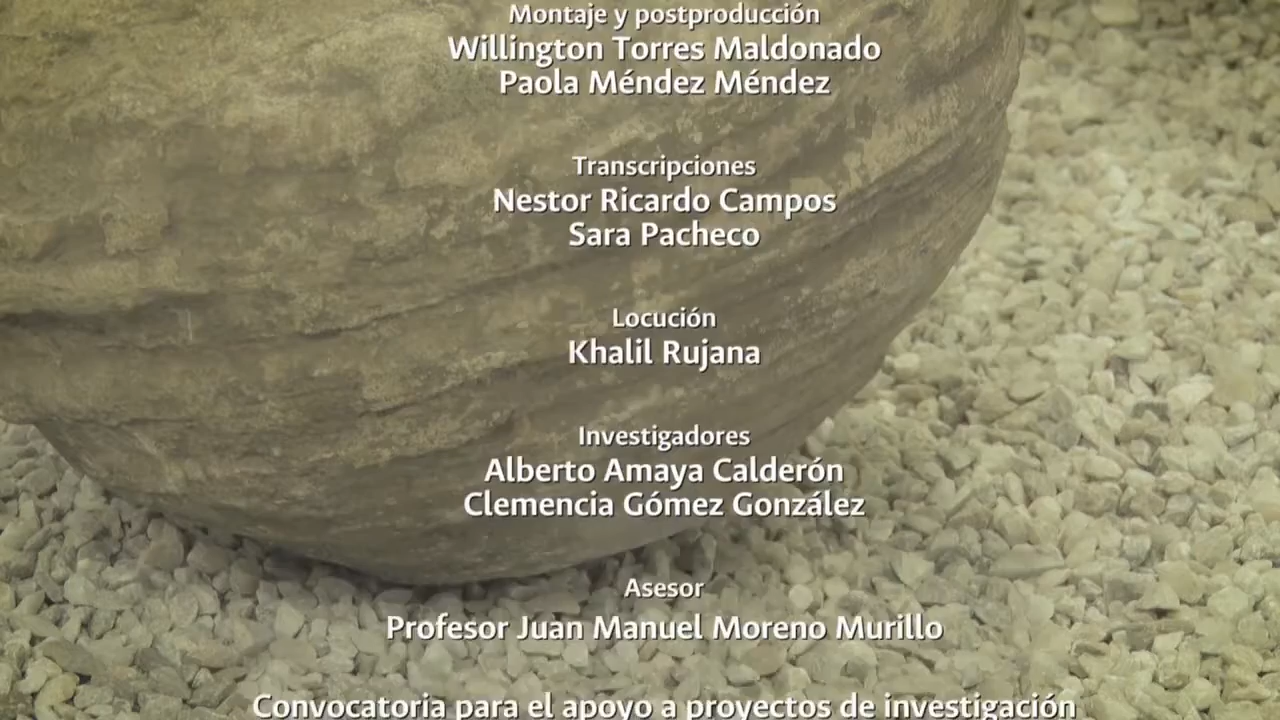 Montaje y postproducción
Willington Torres Maldonado
Paola Méndez Méndez
Transcripciones
Nestor Ricardo Campos
Sara Pacheco
Locución
Khalil Rujana
Investigadores
Alberto Amaya Calderón
Clemencia Gómez González
Asesor
Profesor Juan Manuel Moreno Murillo
Convocatoria para el apoyo a proyectos de investigación